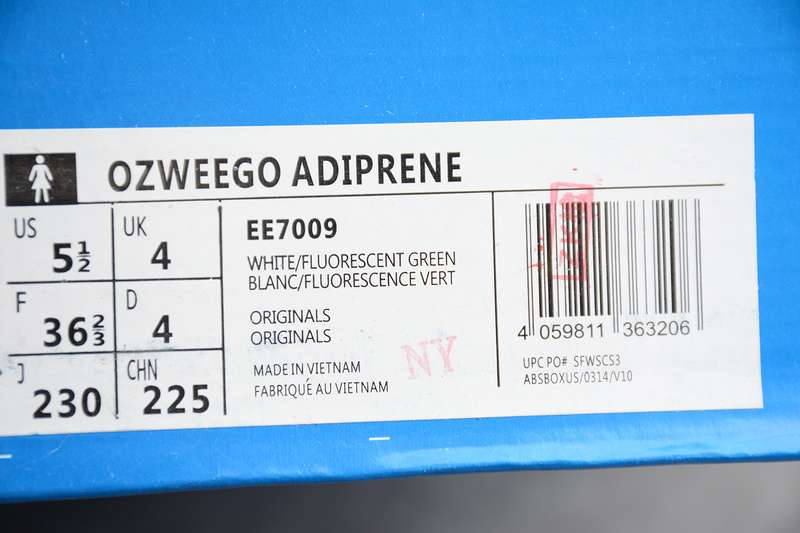 OZWEEGO ADIPRENE
US 5½
UK 4
F 36⅔
D 4
J 230
CHN 225
EE7009
WHITE/FLUORESCENT GREEN
BLANC/FLUORESCENCE VERT
ORIGINALS
ORIGINALS
MADE IN VIETNAM
FABRIQUÉ AU VIETNAM
NY
4 059811 363206
UPC PO# SFWSCS3
ABSBOXUS/0314/V10